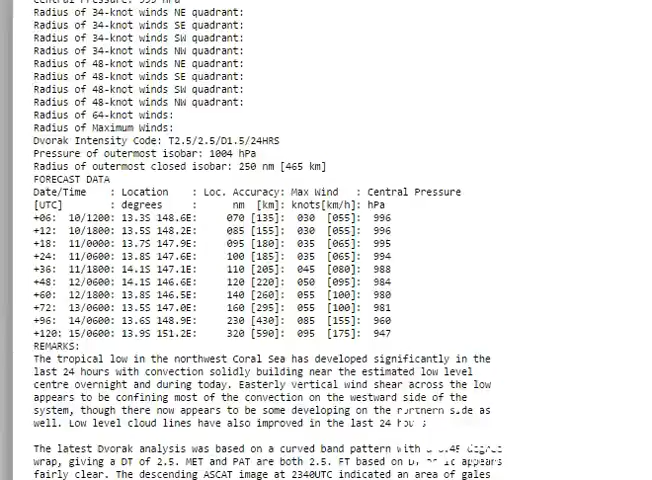 Central Pressure: 999 hPa
Radius of 34-knot winds NE quadrant:
Radius of 34-knot winds SE quadrant:
Radius of 34-knot winds SW quadrant:
Radius of 34-knot winds NW quadrant:
Radius of 48-knot winds NE quadrant:
Radius of 48-knot winds SE quadrant:
Radius of 48-knot winds SW quadrant:
Radius of 48-knot winds NW quadrant:
Radius of 64-knot winds:
Radius of Maximum Winds:
Dvorak Intensity Code: T2.5/2.5/D1.5/24HRS
Pressure of outermost isobar: 1004 hPa
Radius of outermost closed isobar: 250 nm [465 km]
FORECAST DATA
Date/Time : Location : Loc. Accuracy: Max Wind : Central Pressure
[UTC] : degrees : nm [km]: knots[km/h]: hPa
+06: 10/1200: 13.3S 148.6E: 070 [135]: 030 [055]: 996
+12: 10/1800: 13.5S 148.2E: 085 [155]: 030 [055]: 996
+18: 11/0000: 13.7S 147.9E: 095 [180]: 035 [065]: 995
+24: 11/0600: 13.8S 147.6E: 100 [185]: 035 [065]: 994
+36: 11/1800: 14.1S 147.1E: 110 [205]: 045 [080]: 988
+48: 12/0600: 14.1S 146.6E: 120 [220]: 050 [095]: 984
+60: 12/1800: 13.8S 146.5E: 140 [260]: 055 [100]: 980
+72: 13/0600: 13.5S 147.0E: 160 [295]: 055 [100]: 981
+96: 14/0600: 13.6S 148.9E: 230 [430]: 085 [155]: 960
+120: 15/0600: 13.9S 151.2E: 320 [590]: 095 [175]: 947
REMARKS:
The tropical low in the northwest Coral Sea has developed significantly in the
last 24 hours with convection solidly building near the estimated low level
centre overnight and during today. Easterly vertical wind shear across the low
appears to be confining most of the convection on the westward side of the
system, though there now appears to be some developing on the northern side as
well. Low level cloud lines have also improved in the last 24
The latest Dvorak analysis was based on a curved band pattern with
wrap, giving a DT of 2.5. MET and PAT are both 2.5. FT based on appears
fairly clear. The descending ASCAT image at 2340UTC indicated an area of gales